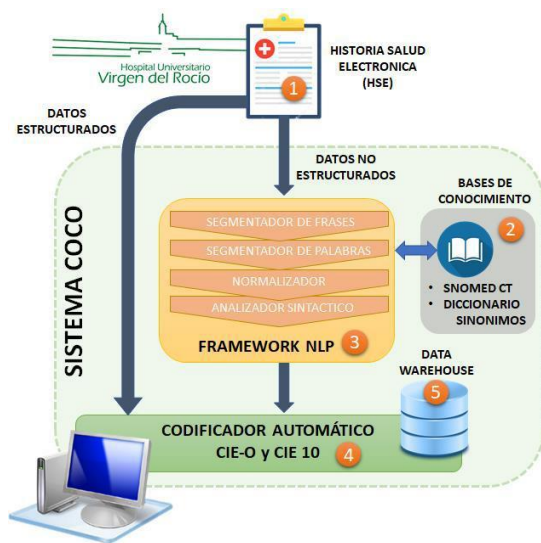 Hospital Universitario
Virgen del Rocío
1
HISTORIA SALUD
ELECTRONICA
(HSE)
DATOS
ESTRUCTURADOS
DATOS NO
ESTRUCTURADOS
BASES DE
CONOCIMIENTO
2
• SNOMED CT
• DICCIONARIO
SINONIMOS
SISTEMA COCO
SEGMENTADOR DE FRASES
SEGMENTADOR DE PALABRAS
NORMALIZADOR
ANALIZADOR SINTACTICO
FRAMEWORK NLP 3
DATA
WAREHOUSE
5
CODIFICADOR AUTOMÁTICO
CIE-O y CIE 10 4